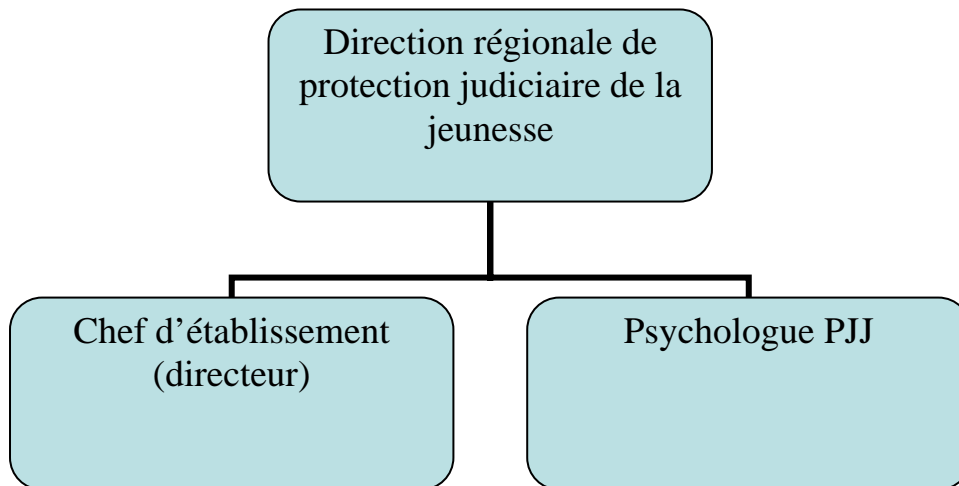 Direction régionale de
protection judiciaire de la
jeunesse
Chef d’établissement
(directeur)
Psychologue PJJ